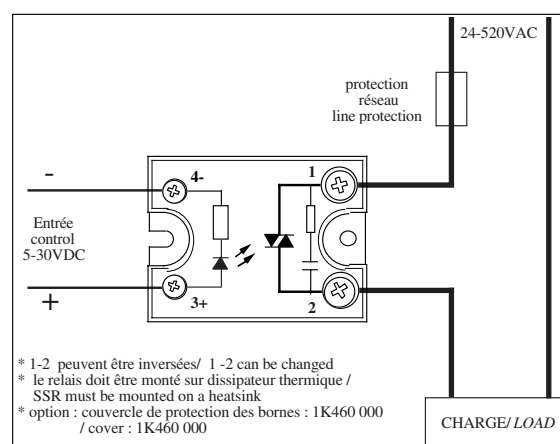 24-520VAC
protection
réseau
line protection
4-
1
-
Entrée
control
5-30VDC
+
3+
2
* 1-2 peuvent être inversées/ 1 -2 can be changed
* le relais doit être monté sur dissipateur thermique /
SSR must be mounted on a heatsink
* option : couvercle de protection des bornes : 1K460 000
/ cover : 1K460 000
CHARGE/ LOAD